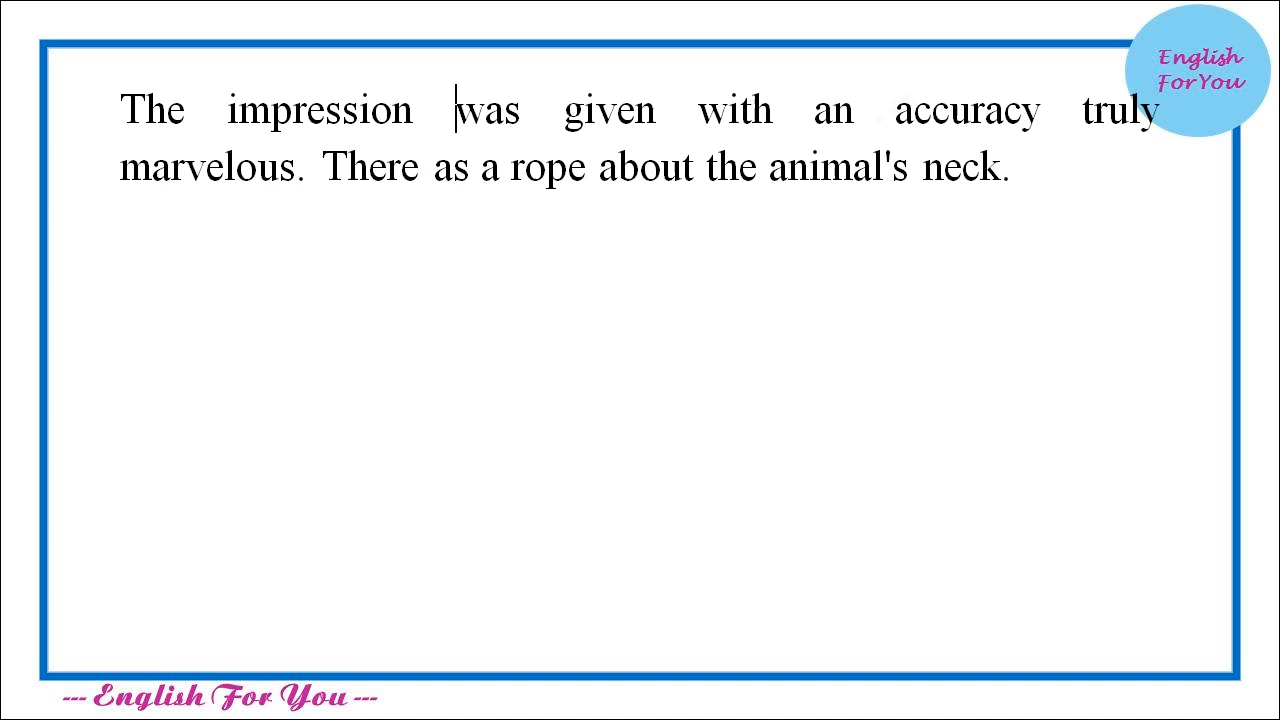 English
ForYou
The impression was given with an accuracy truly
marvelous. There as a rope about the animal's neck.
--- English For You ---